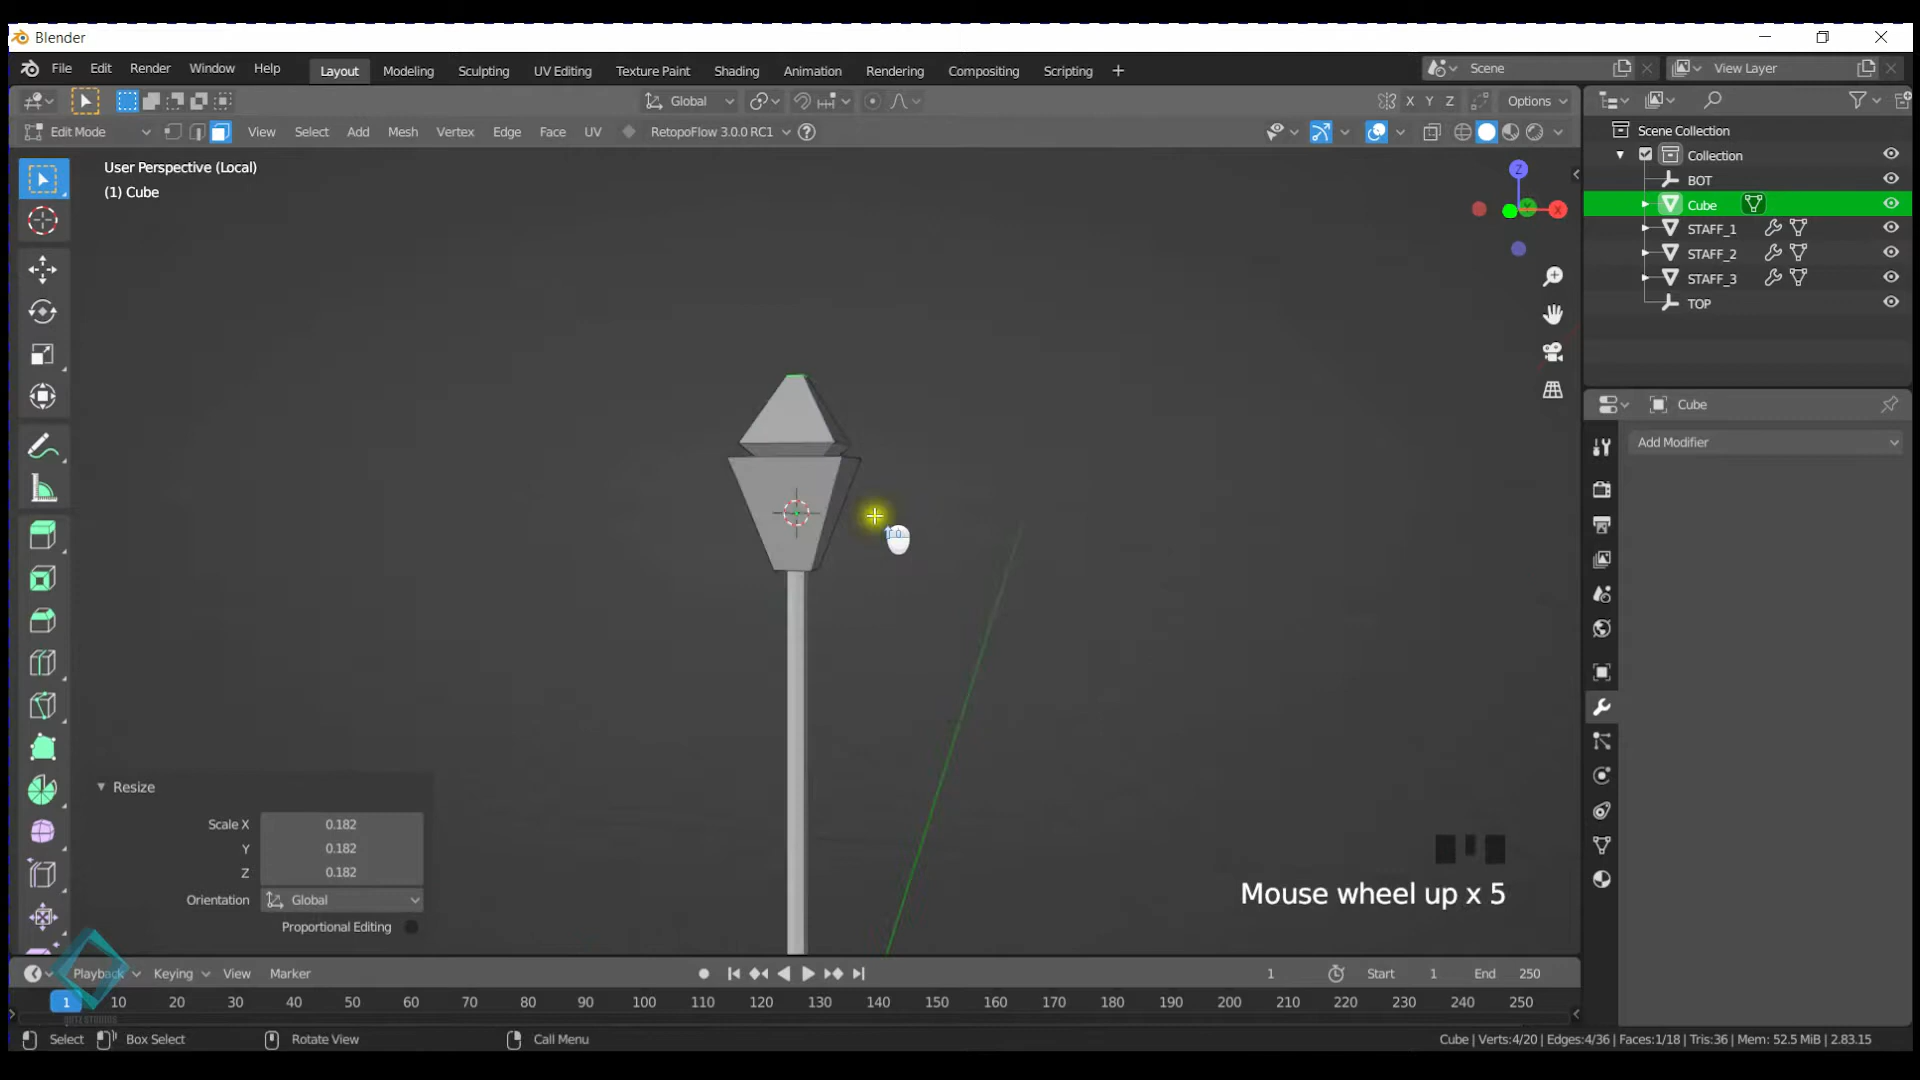 Blender
File Edit Render Window Help Layout Modeling Sculpting UV Editing Texture Paint Shading Animation Rendering Compositing Scripting + Scene View Layer
Global X Y Z Options
Edit Mode View Select Add Mesh Vertex Edge Face UV RetopoFlow 3.0.0 RC1
User Perspective (Local)
(1) Cube
Z
X
Scene Collection
Collection
BOT
Cube
STAFF_1
STAFF_2
STAFF_3
TOP
Cube
Add Modifier
Resize
Scale X 0.182
Y 0.182
Z 0.182
Orientation Global
Proportional Editing
Mouse wheel up x 5
Playback Keying View Marker 1 Start 1 End 250
1 10 20 30 40 50 60 70 80 90 100 110 120 130 140 150 160 170 180 190 200 210 220 230 240 250
Select Box Select Rotate View Call Menu Cube | Verts:4/20 | Edges:4/36 | Faces:1/18 | Tris:36 | Mem: 52.5 MiB | 2.83.15